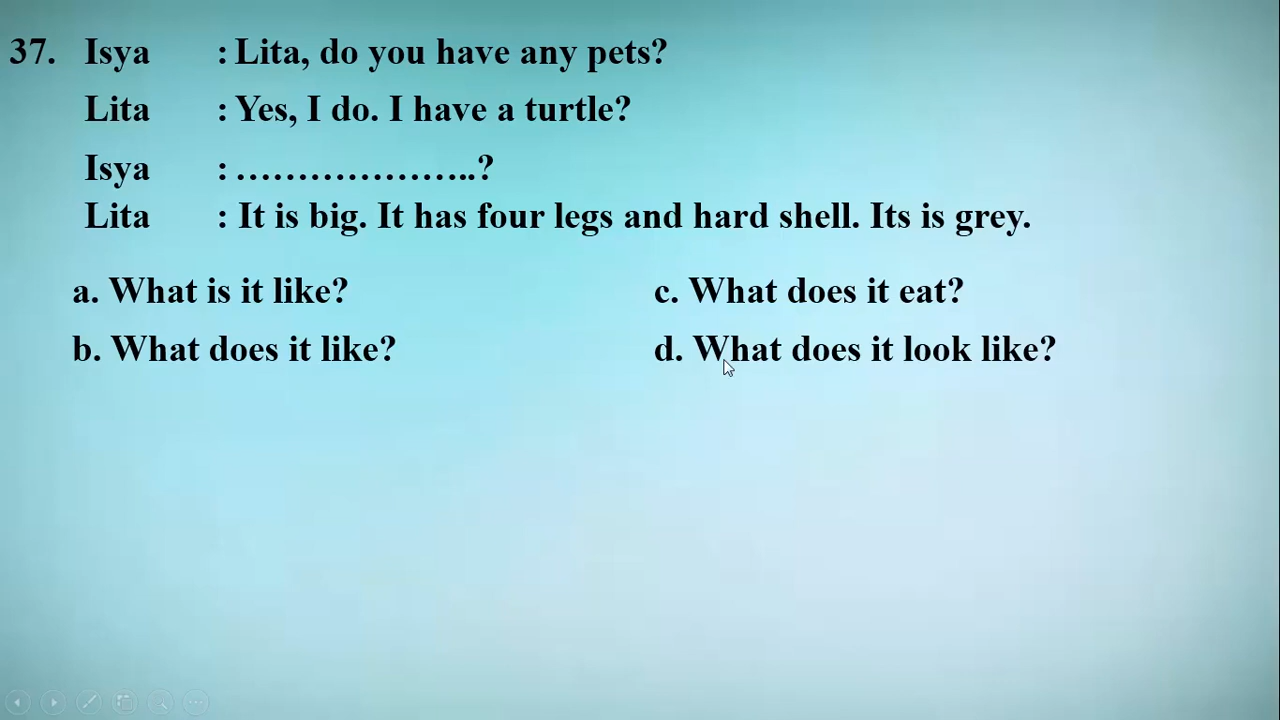 37. Isya : Lita, do you have any pets?
Lita : Yes, I do. I have a turtle?
Isya : ………………..?
Lita : It is big. It has four legs and hard shell. Its is grey.
a. What is it like? c. What does it eat?
b. What does it like? d. What does it look like?